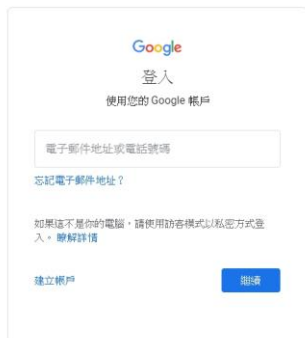 Google
登入
使用您的 Google 帳戶
電子郵件地址或電話號碼
忘記電子郵件地址？
如果這不是你的電腦，請使用訪客模式以私密方式登
入。瞭解詳情
建立帳戶
繼續